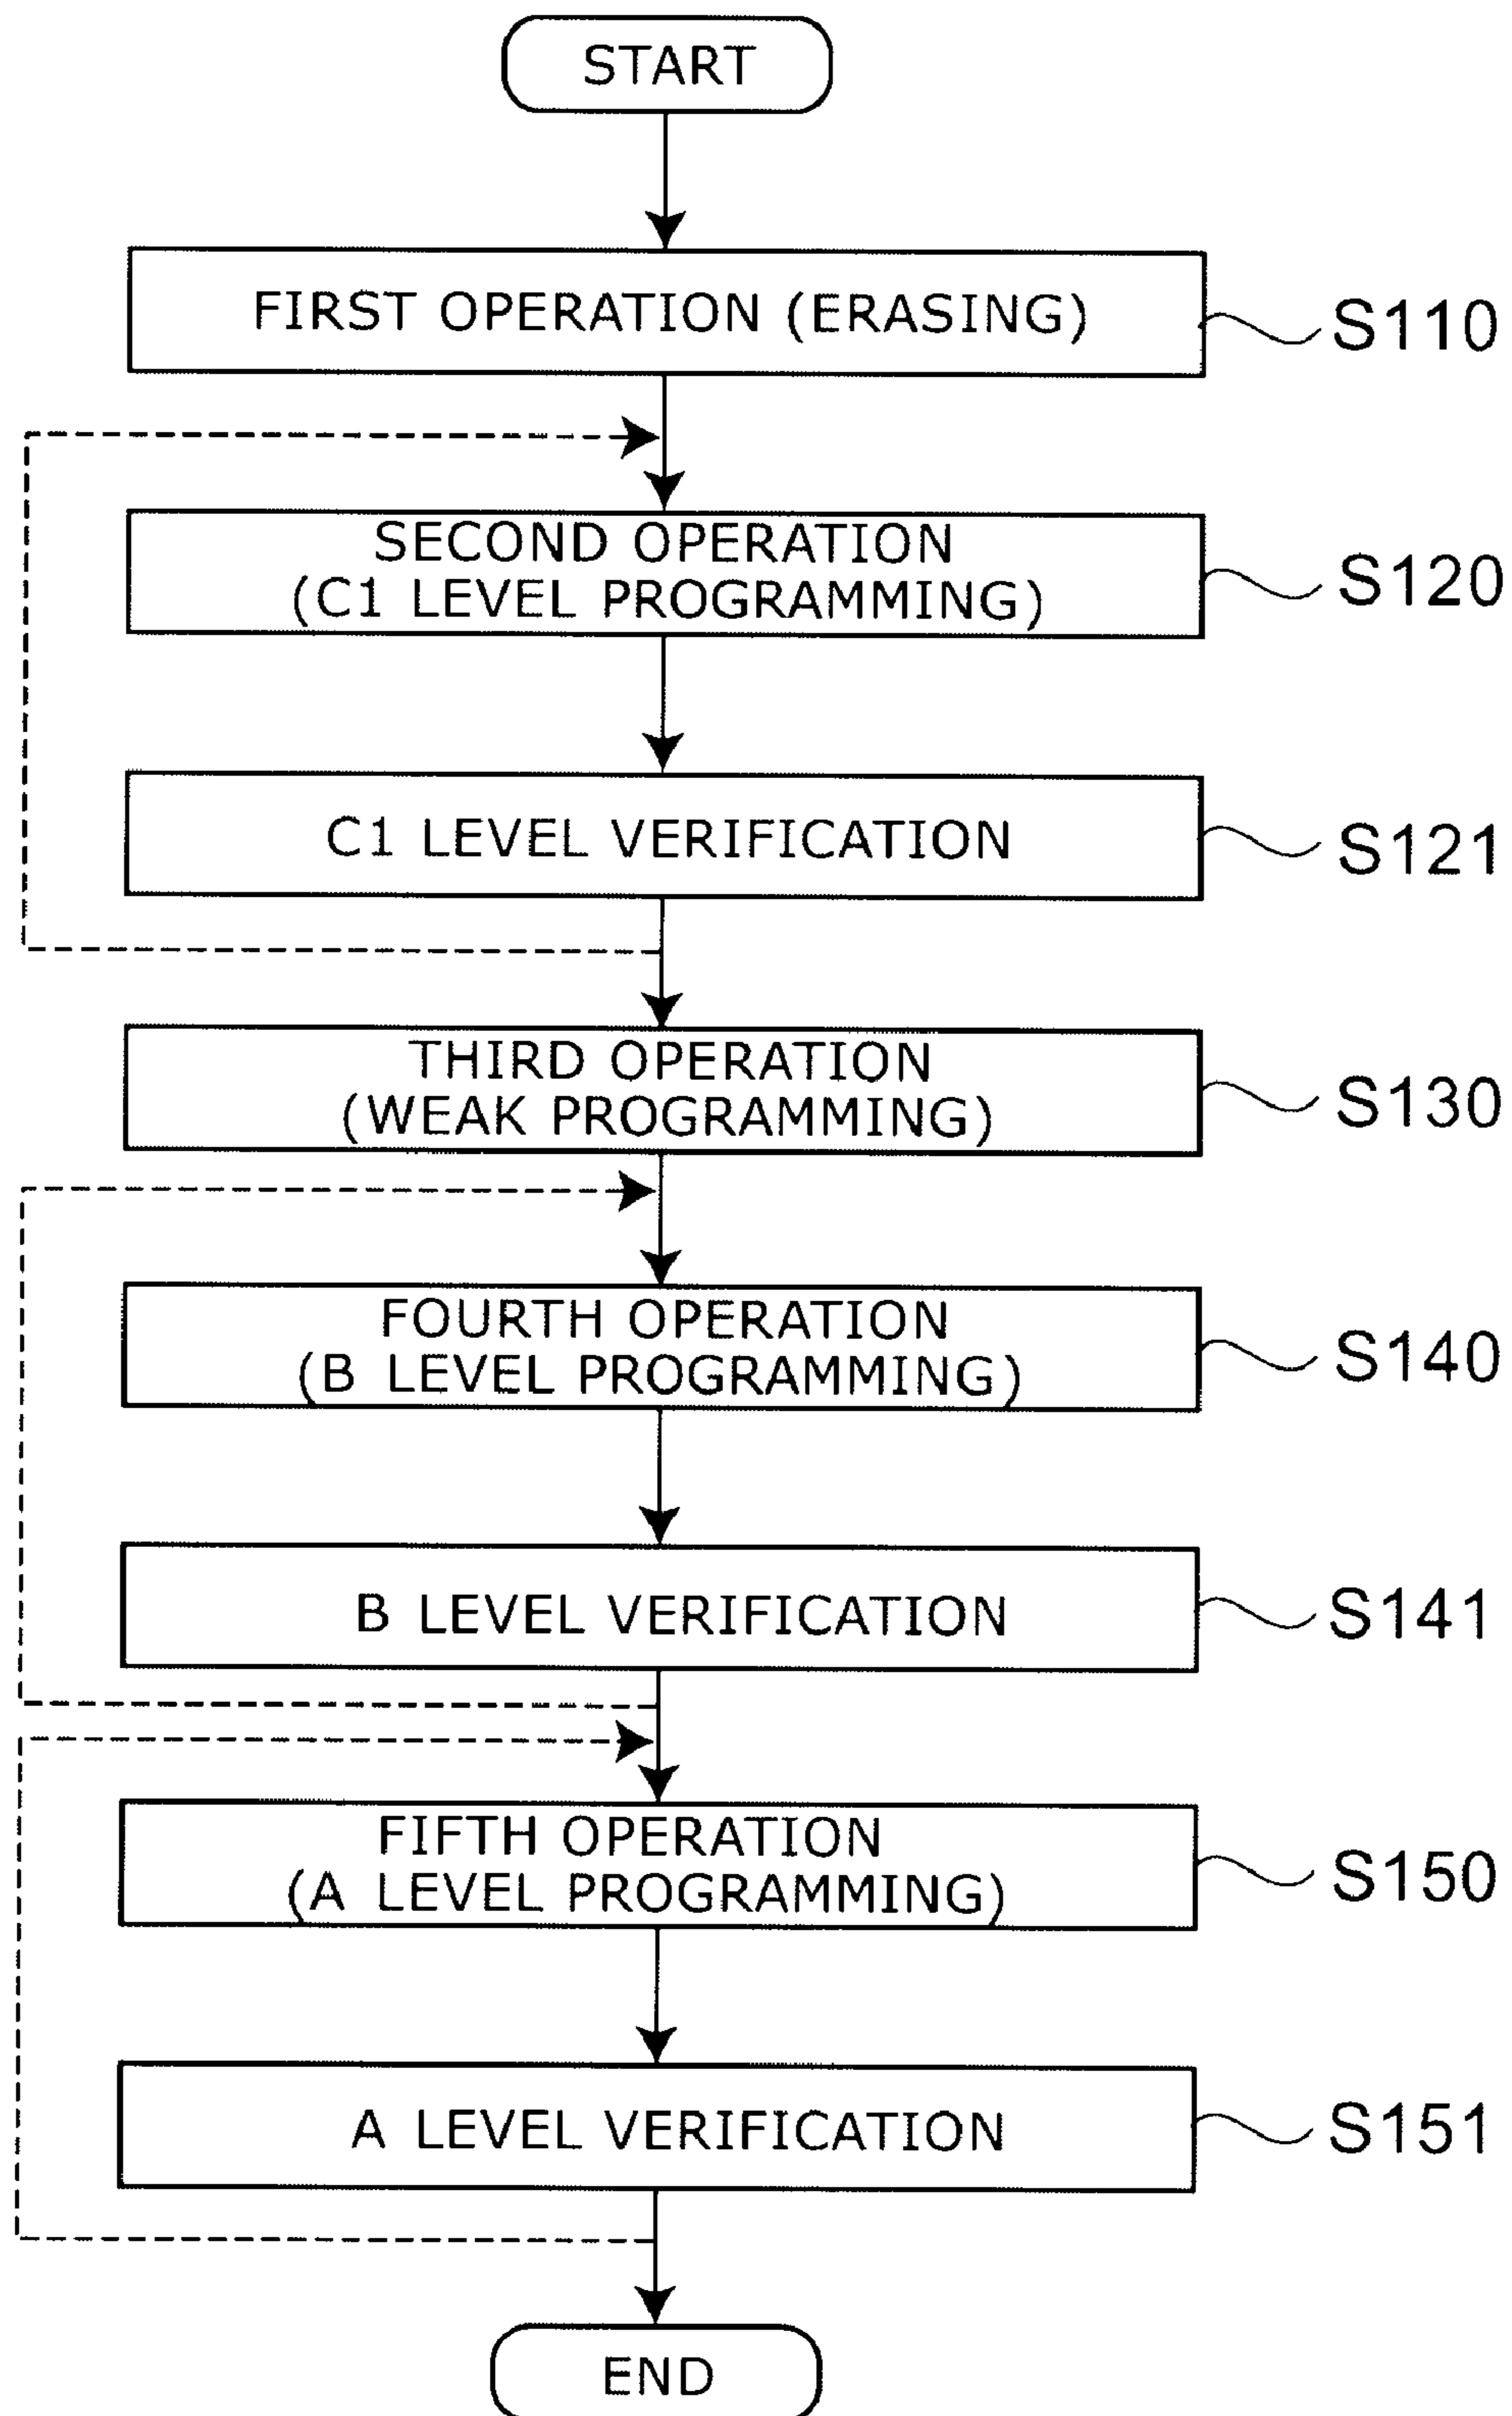 START
FIRST OPERATION (ERASING)
S110
SECOND OPERATION
(C1 LEVEL PROGRAMMING)
S120
C1 LEVEL VERIFICATION
S121
THIRD OPERATION
(WEAK PROGRAMMING)
S130
FOURTH OPERATION
(B LEVEL PROGRAMMING)
S140
B LEVEL VERIFICATION
S141
FIFTH OPERATION
(A LEVEL PROGRAMMING)
S150
A LEVEL VERIFICATION
S151
END